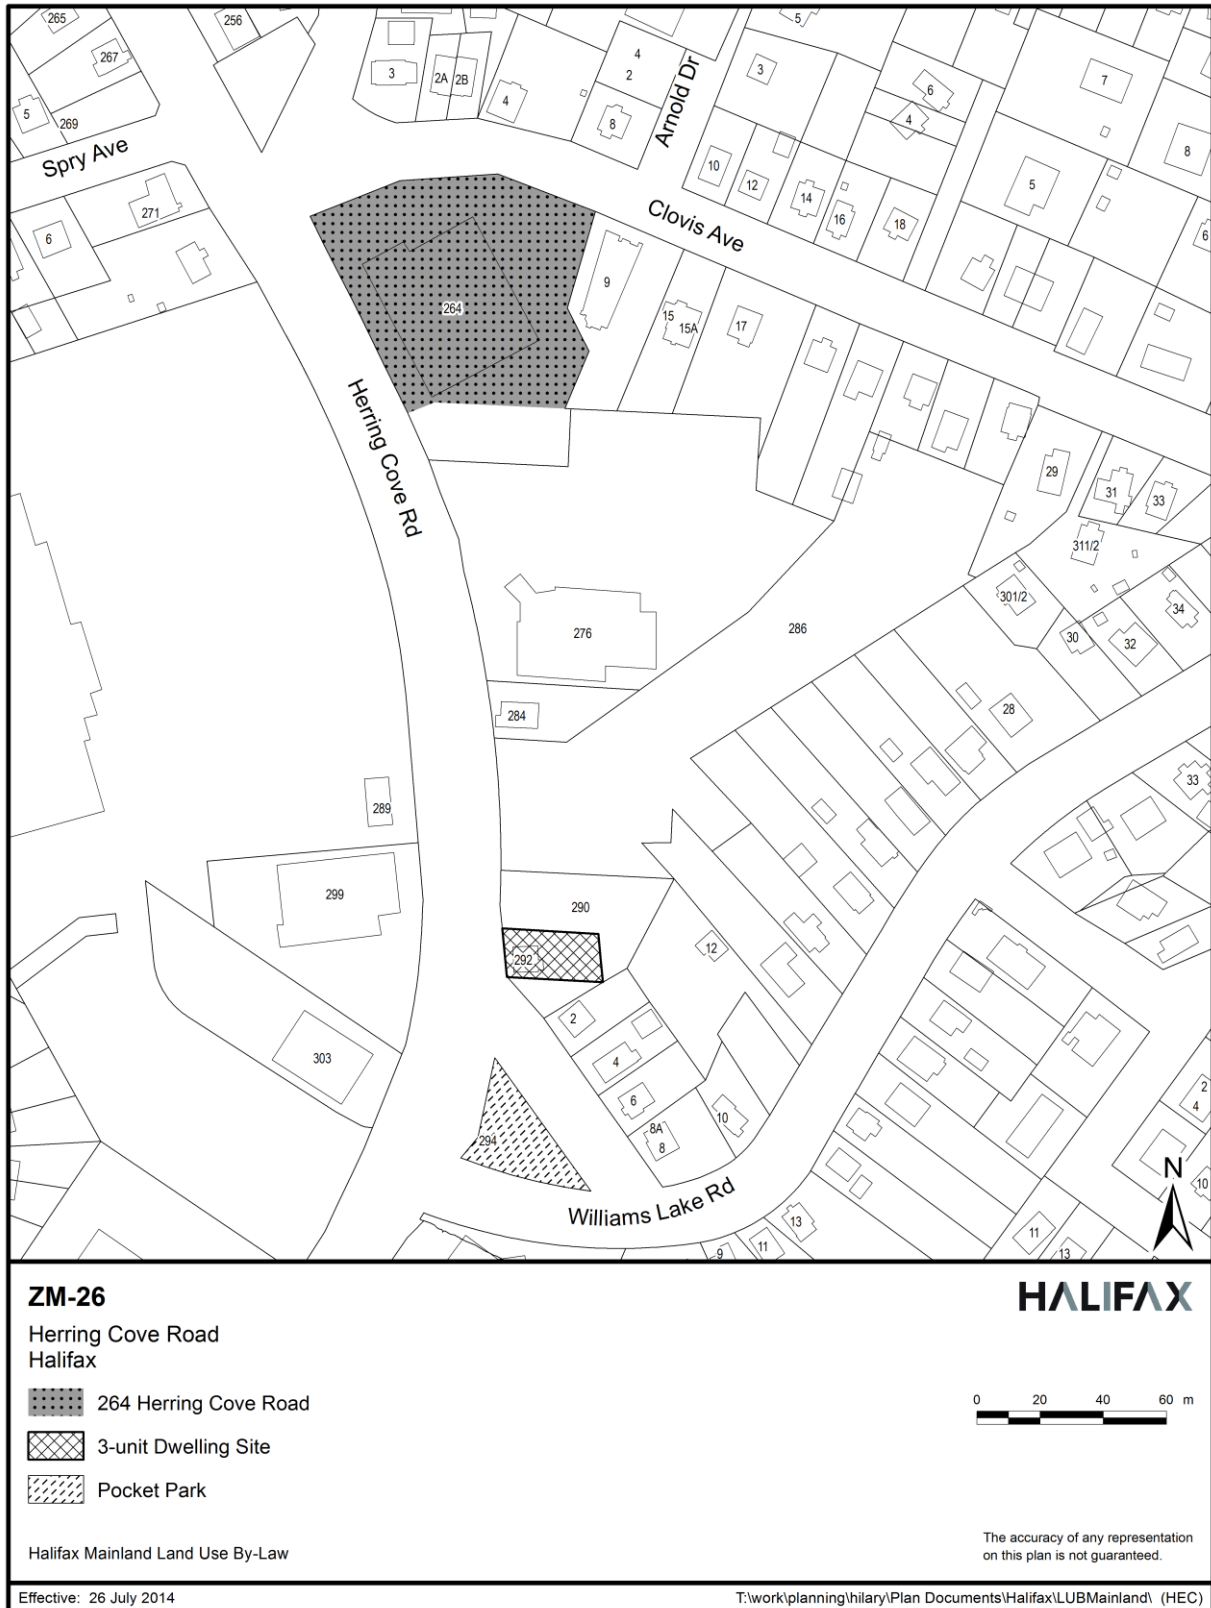 265
256
267
5
269
Spry Ave
271
6
3
2A
2B
4
8
4
2
Arnold Dr
5
3
6
4
7
8
10
12
14
16
18
5
6
Clovis Ave
264
9
15
15A
17
Herring Cove Rd
29
31
33
311/2
301/2
30
32
34
276
286
284
28
33
289
299
290
292
12
2
4
6
8A
8
10
303
294
Williams Lake Rd
9
11
13
11
13
2
4
10
N
ZM-26
HALIFAX
Herring Cove Road
Halifax
264 Herring Cove Road
3-unit Dwelling Site
Pocket Park
0 20 40 60 m
Halifax Mainland Land Use By-Law
The accuracy of any representation
on this plan is not guaranteed.
Effective: 26 July 2014
T:\work\planning\hilary\Plan Documents\Halifax\LUBMainland\ (HEC)